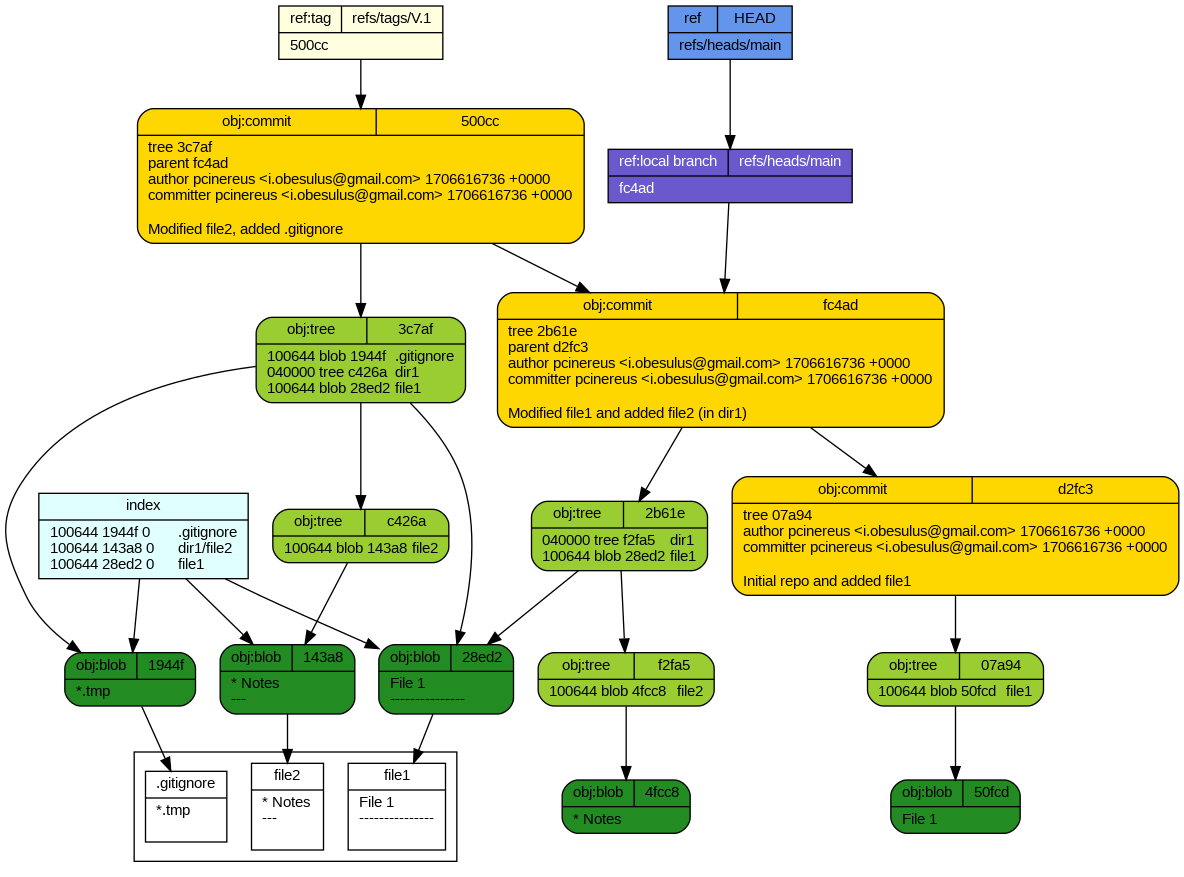 ref:tag refs/tags/V.1
500cc
ref HEAD
refs/heads/main
obj:commit 500cc
tree 3c7af
parent fc4ad
author pcinereus <i.obesulus@gmail.com> 1706616736 +0000
committer pcinereus <i.obesulus@gmail.com> 1706616736 +0000
Modified file2, added .gitignore
ref:local branch refs/heads/main
fc4ad
obj:commit fc4ad
tree 2b61e
parent d2fc3
author pcinereus <i.obesulus@gmail.com> 1706616736 +0000
committer pcinereus <i.obesulus@gmail.com> 1706616736 +0000
Modified file1 and added file2 (in dir1)
obj:tree 3c7af
100644 blob 1944f .gitignore
040000 tree c426a dir1
100644 blob 28ed2 file1
index
100644 1944f 0 .gitignore
100644 143a8 0 dir1/file2
100644 28ed2 0 file1
obj:tree c426a
100644 blob 143a8 file2
obj:tree 2b61e
040000 tree f2fa5 dir1
100644 blob 28ed2 file1
obj:commit d2fc3
tree 07a94
author pcinereus <i.obesulus@gmail.com> 1706616736 +0000
committer pcinereus <i.obesulus@gmail.com> 1706616736 +0000
Initial repo and added file1
obj:blob 1944f
*.tmp
obj:blob 143a8
* Notes
---
obj:blob 28ed2
File 1
---------------
obj:tree f2fa5
100644 blob 4fcc8 file2
obj:tree 07a94
100644 blob 50fcd file1
.gitignore
*.tmp
file2
* Notes
---
file1
File 1
---------------
obj:blob 4fcc8
* Notes
obj:blob 50fcd
File 1